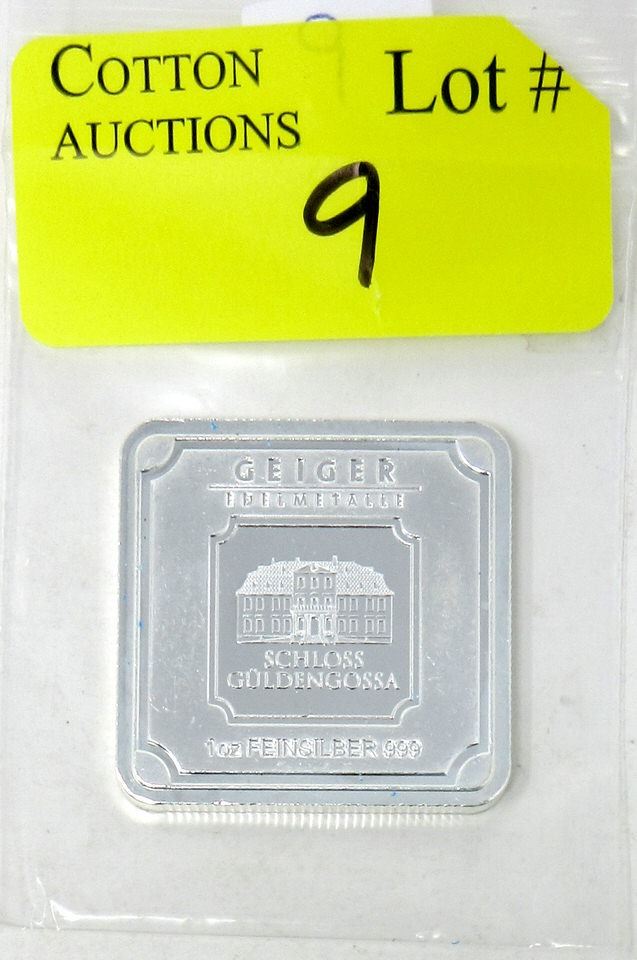 COTTON
AUCTIONS
Lot #
9
GEIGER
EDELMETALLE
SCHLOSS
GÜLDENGOSSA
1oz FEINSILBER 999